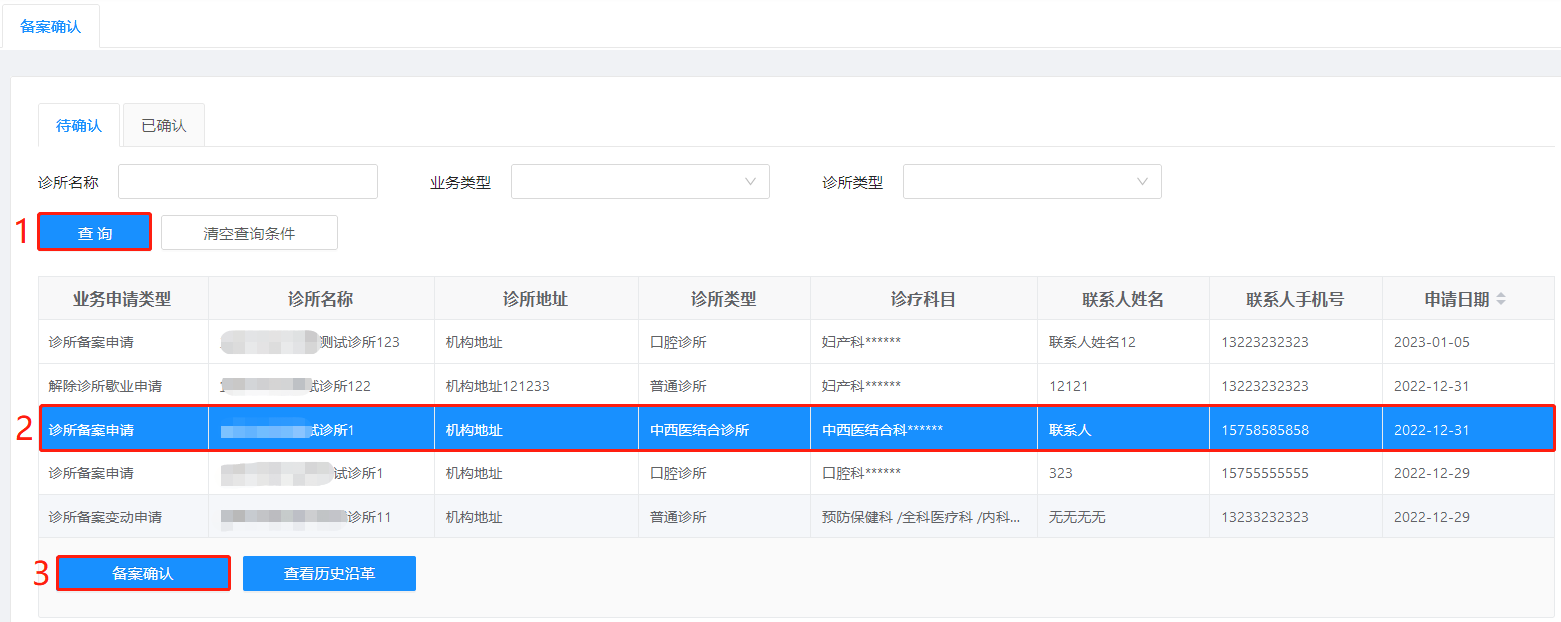 备案确认
待确认 已确认
诊所名称 业务类型 诊所类型
1 查 询 清空查询条件
业务申请类型 诊所名称 诊所地址 诊所类型 诊疗科目 联系人姓名 联系人手机号 申请日期
诊所备案申请 测试诊所123 机构地址 口腔诊所 妇产科****** 联系人姓名12 13223232323 2023-01-05
解除诊所歇业申请 试诊所122 机构地址121233 普通诊所 妇产科****** 12121 13223232323 2022-12-31
2 诊所备案申请 试诊所1 机构地址 中西医结合诊所 中西医结合科****** 联系人 15758585858 2022-12-31
诊所备案申请 试诊所1 机构地址 口腔诊所 口腔科****** 323 15755555555 2022-12-29
诊所备案变动申请 诊所11 机构地址 普通诊所 预防保健科 /全科医疗科 /内科... 无无无无 13233232323 2022-12-29
3 备案确认 查看历史沿革